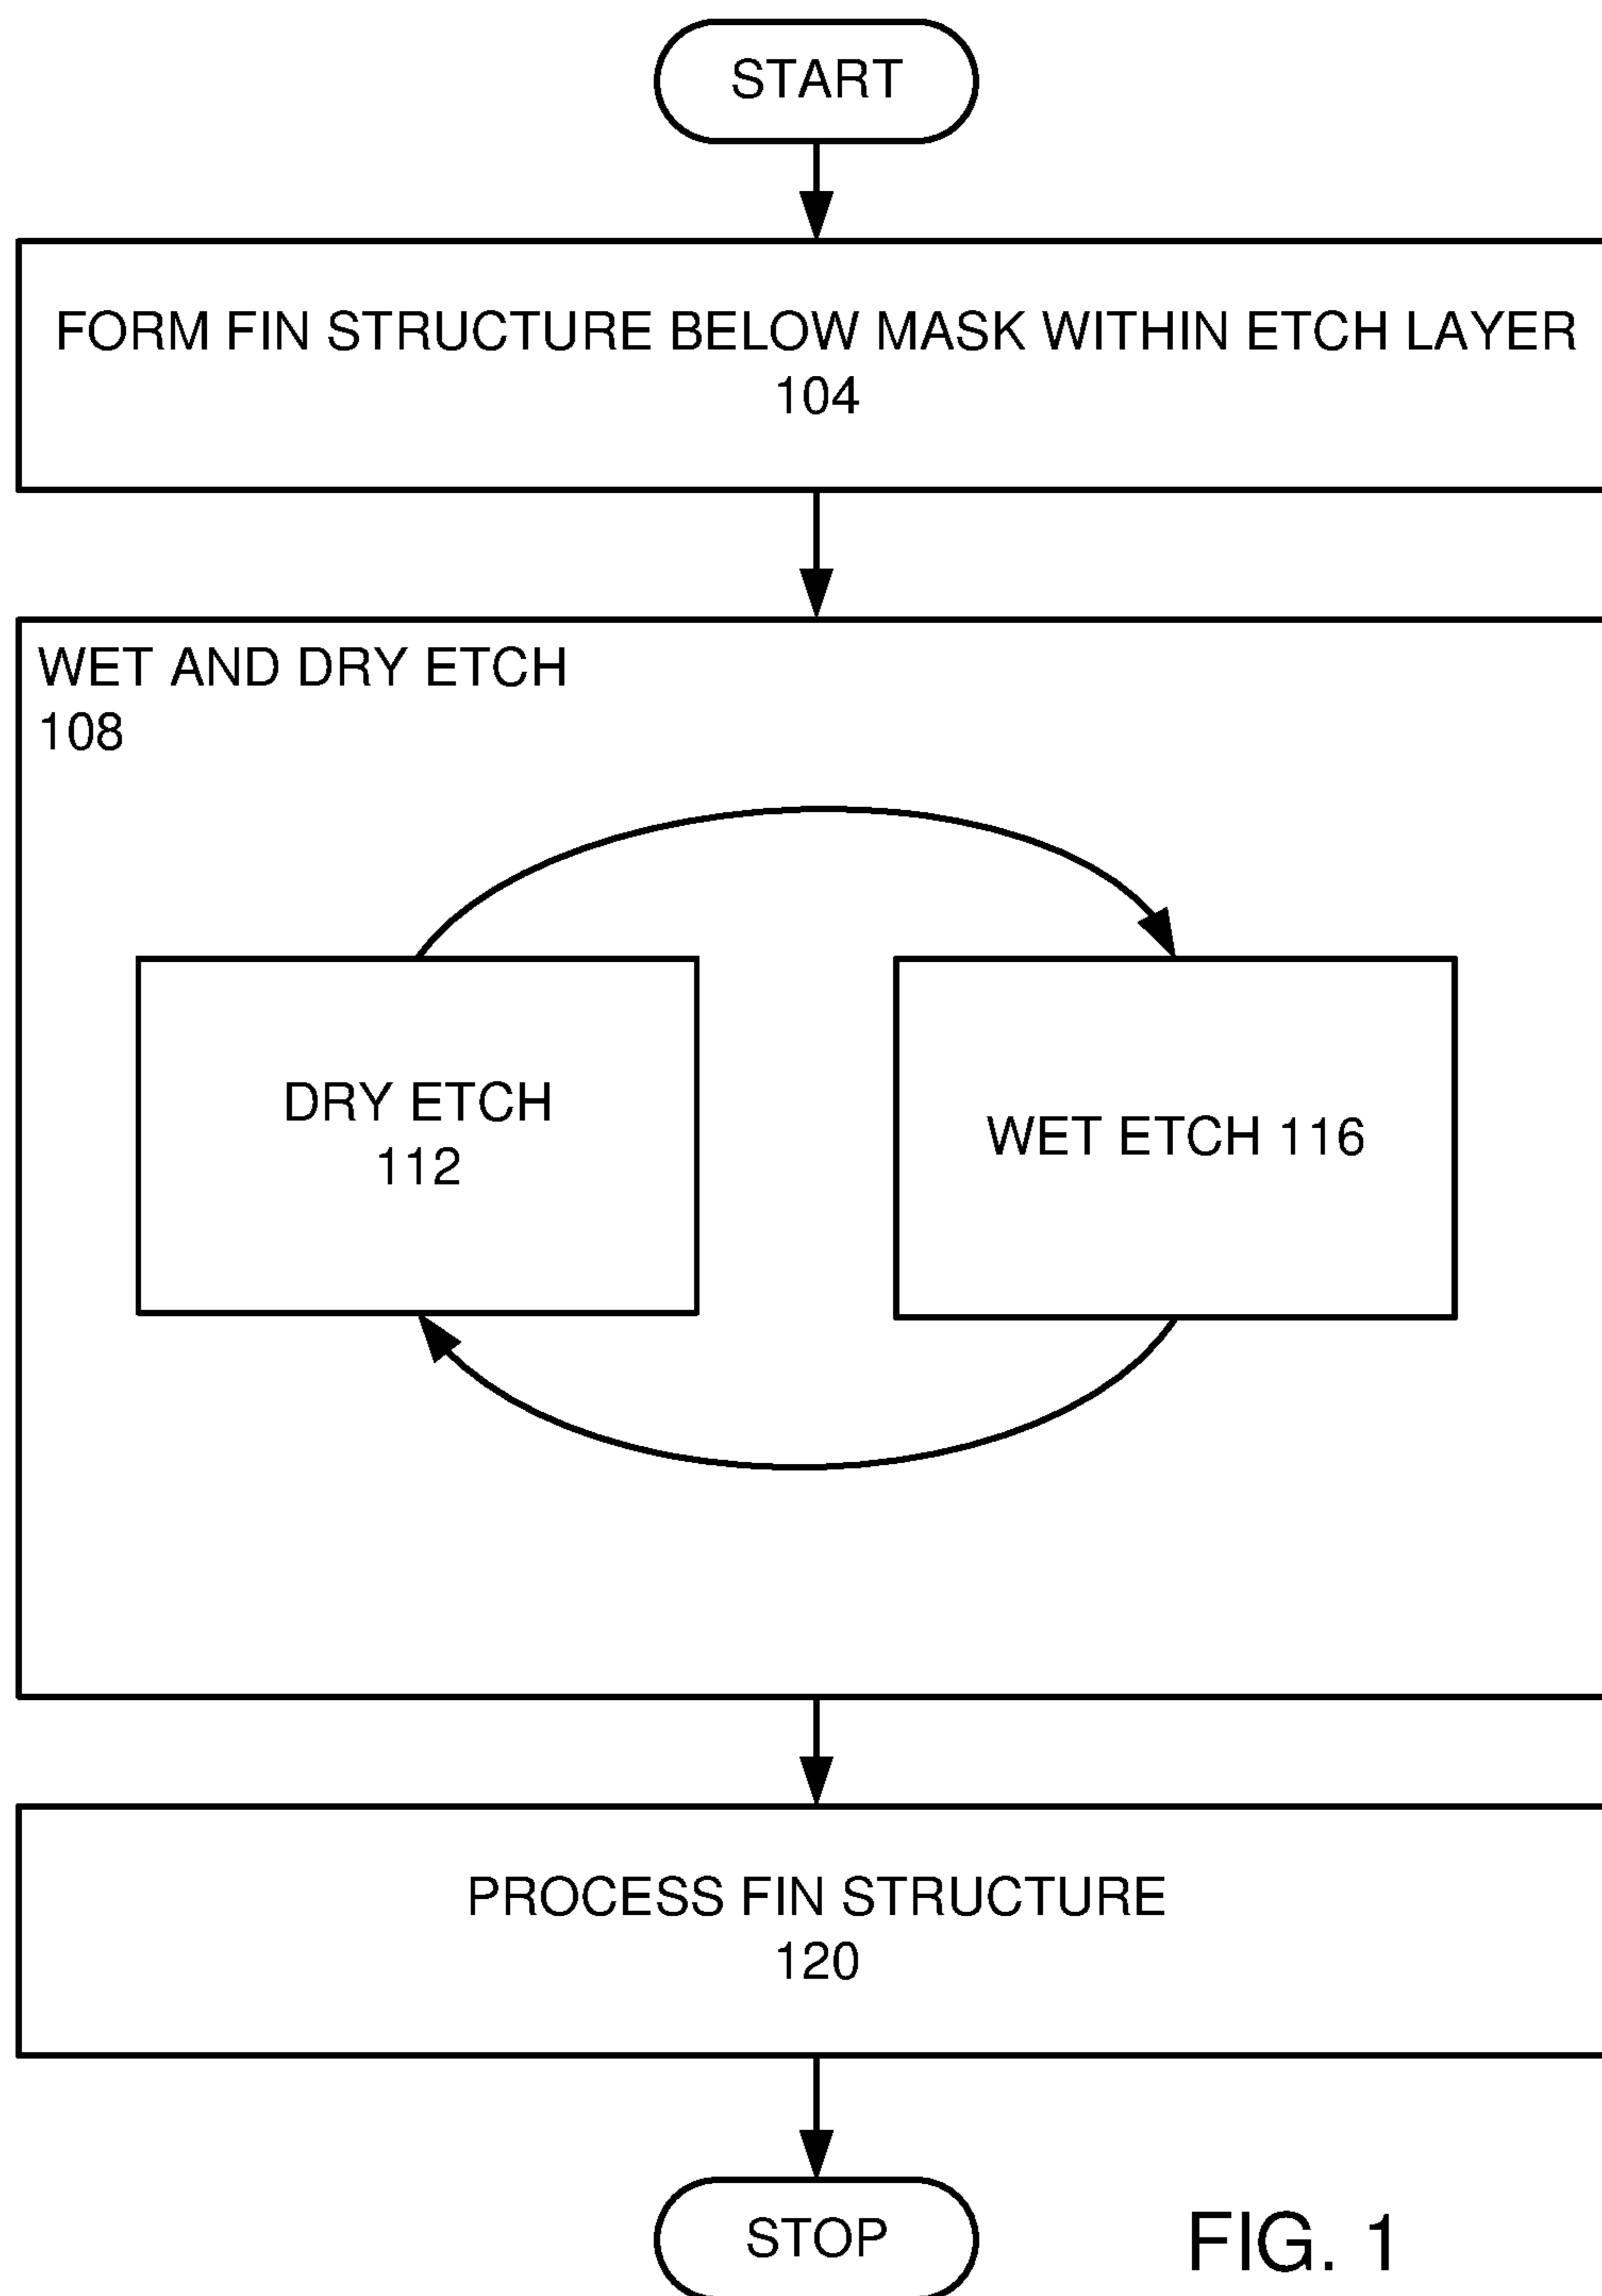 START
FORM FIN STRUCTURE BELOW MASK WITHIN ETCH LAYER
104
WET AND DRY ETCH
108
DRY ETCH
112
WET ETCH 116
PROCESS FIN STRUCTURE
120
STOP
FIG. 1